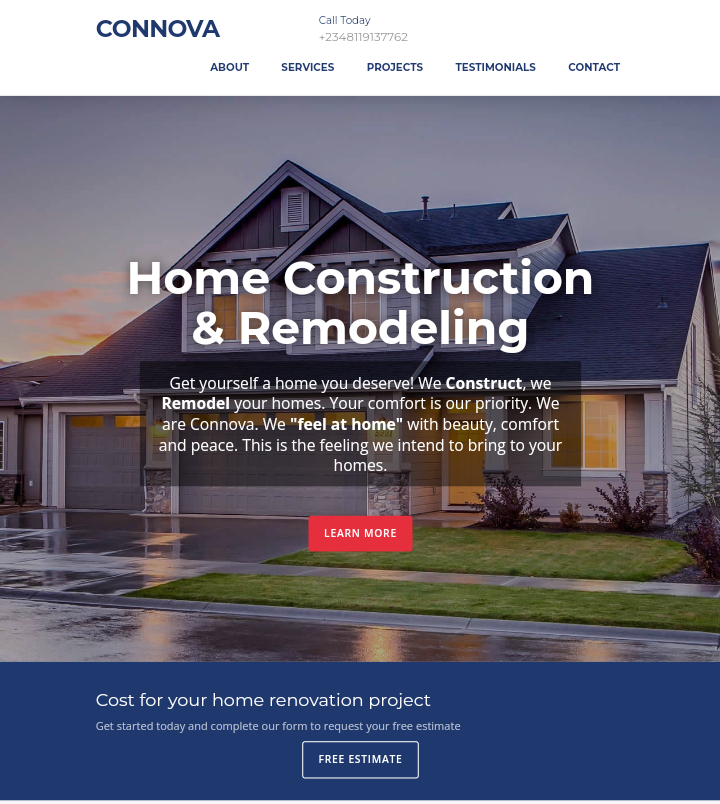 CONNOVA
Call Today
+2348119137762
ABOUT SERVICES PROJECTS TESTIMONIALS CONTACT
Home Construction
& Remodeling
Get yourself a home you deserve! We Construct, we
Remodel your homes. Your comfort is our priority. We
are Connova. We "feel at home" with beauty, comfort
and peace. This is the feeling we intend to bring to your
homes.
LEARN MORE
Cost for your home renovation project
Get started today and complete our form to request your free estimate
FREE ESTIMATE